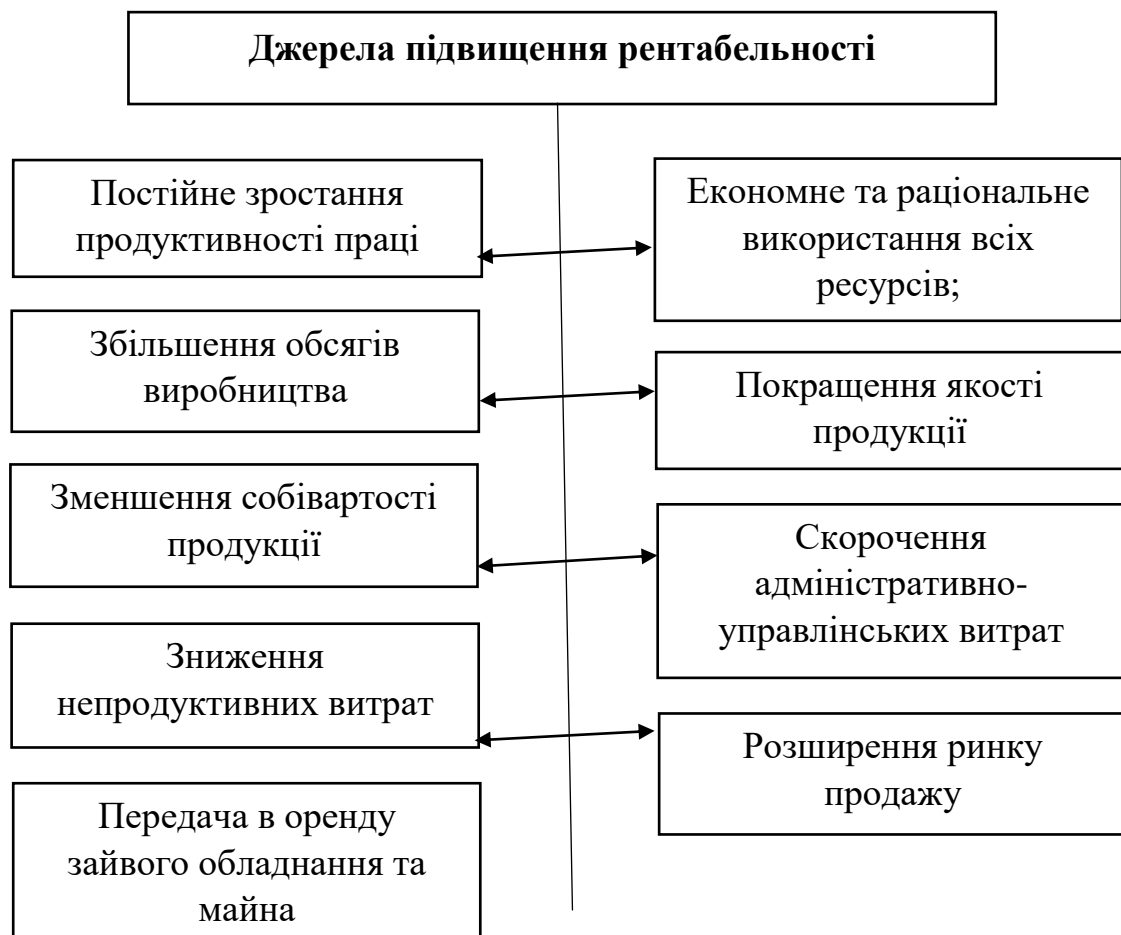 Джерела підвищення рентабельності
Постійне зростання
продуктивності праці
Економне та раціональне
використання всіх
ресурсів;
Збільшення обсягів
виробництва
Покращення якості
продукції
Зменшення собівартості
продукції
Скорочення
адміністративно-
управлінських витрат
Зниження
непродуктивних витрат
Розширення ринку
продажу
Передача в оренду
зайвого обладнання та
майна